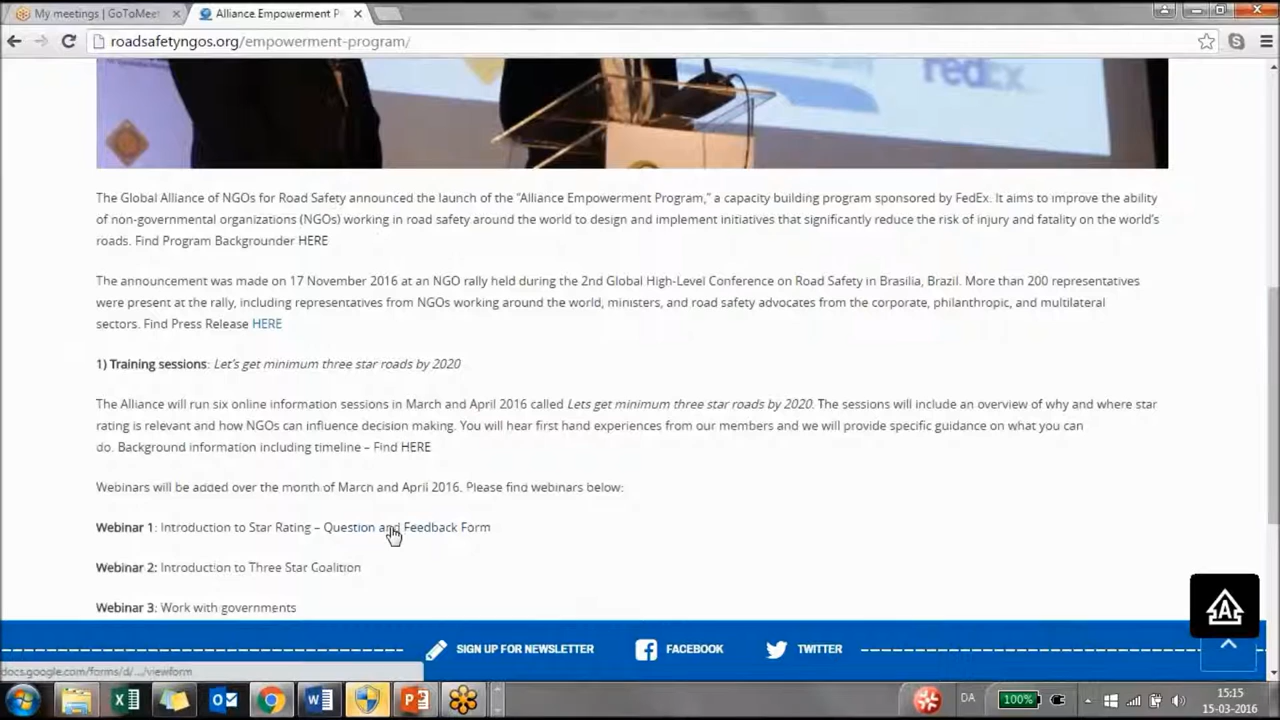 My meetings | GoToMeet
Alliance Empowerment P
roadsafetyngos.org/empowerment-program/
FedEx
The Global Alliance of NGOs for Road Safety announced the launch of the "Alliance Empowerment Program," a capacity building program sponsored by FedEx. It aims to improve the ability
of non-governmental organizations (NGOs) working in road safety around the world to design and implement initiatives that significantly reduce the risk of injury and fatality on the world's
roads. Find Program Backgrounder HERE
The announcement was made on 17 November 2016 at an NGO rally held during the 2nd Global High-Level Conference on Road Safety in Brasilia, Brazil. More than 200 representatives
were present at the rally, including representatives from NGOs working around the world, ministers, and road safety advocates from the corporate, philanthropic, and multilateral
sectors. Find Press Release HERE
1) Training sessions: Let's get minimum three star roads by 2020
The Alliance will run six online information sessions in March and April 2016 called Lets get minimum three star roads by 2020. The sessions will include an overview of why and where star
rating is relevant and how NGOs can influence decision making. You will hear first hand experiences from our members and we will provide specific guidance on what you can
do. Background information including timeline – Find HERE
Webinars will be added over the month of March and April 2016. Please find webinars below:
Webinar 1: Introduction to Star Rating – Question and Feedback Form
Webinar 2: Introduction to Three Star Coalition
Webinar 3: Work with governments
SIGN UP FOR NEWSLETTER FACEBOOK TWITTER
docs.google.com/forms/d/.../viewform
DA 100% 15:15
15-03-2016